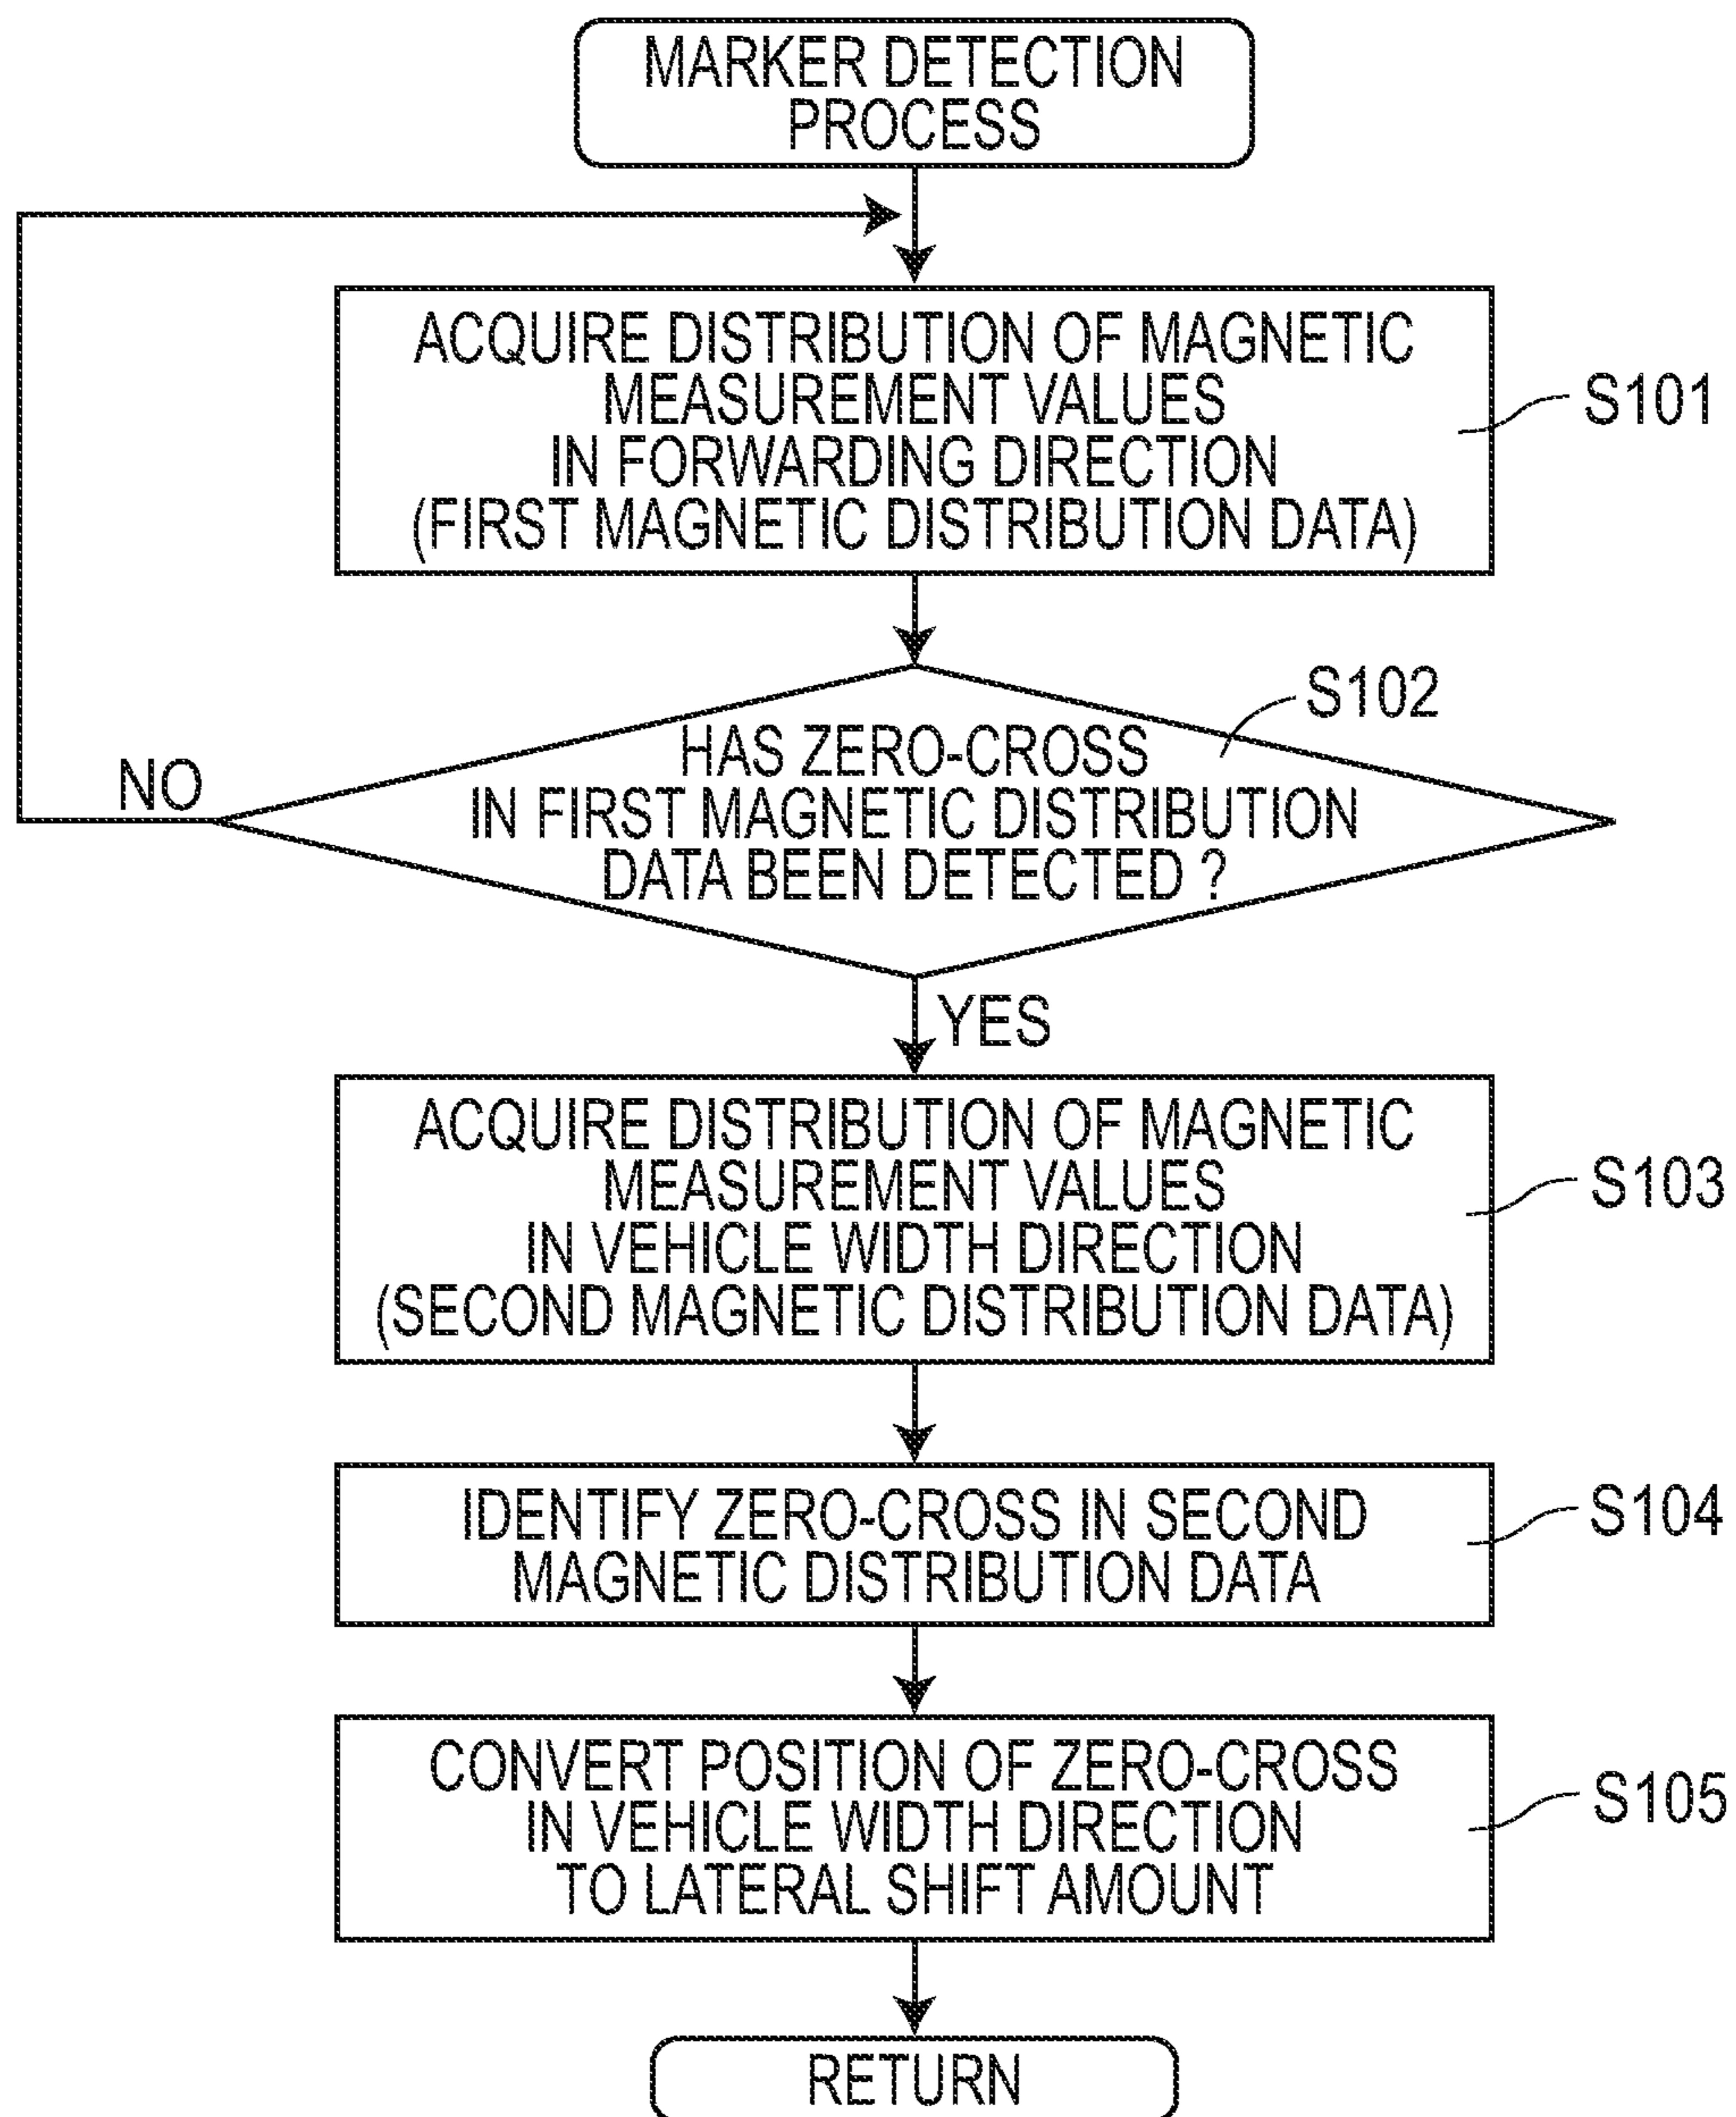 MARKER DETECTION
PROCESS
ACQUIRE DISTRIBUTION OF MAGNETIC
MEASUREMENT VALUES
IN FORWARDING DIRECTION
(FIRST MAGNETIC DISTRIBUTION DATA)
S101
S102
HAS ZERO-CROSS
IN FIRST MAGNETIC DISTRIBUTION
DATA BEEN DETECTED ?
NO
YES
ACQUIRE DISTRIBUTION OF MAGNETIC
MEASUREMENT VALUES
IN VEHICLE WIDTH DIRECTION
(SECOND MAGNETIC DISTRIBUTION DATA)
S103
IDENTIFY ZERO-CROSS IN SECOND
MAGNETIC DISTRIBUTION DATA
S104
CONVERT POSITION OF ZERO-CROSS
IN VEHICLE WIDTH DIRECTION
TO LATERAL SHIFT AMOUNT
S105
RETURN